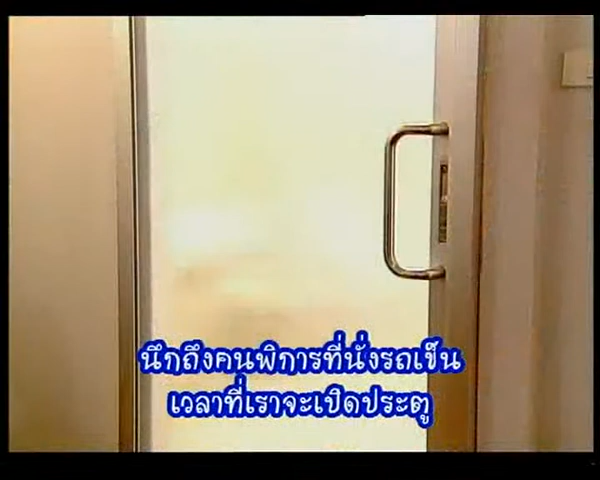 นึกถึงคนพิการที่นั่งรถเข็น
เวลาที่เราจะเปิดประตู